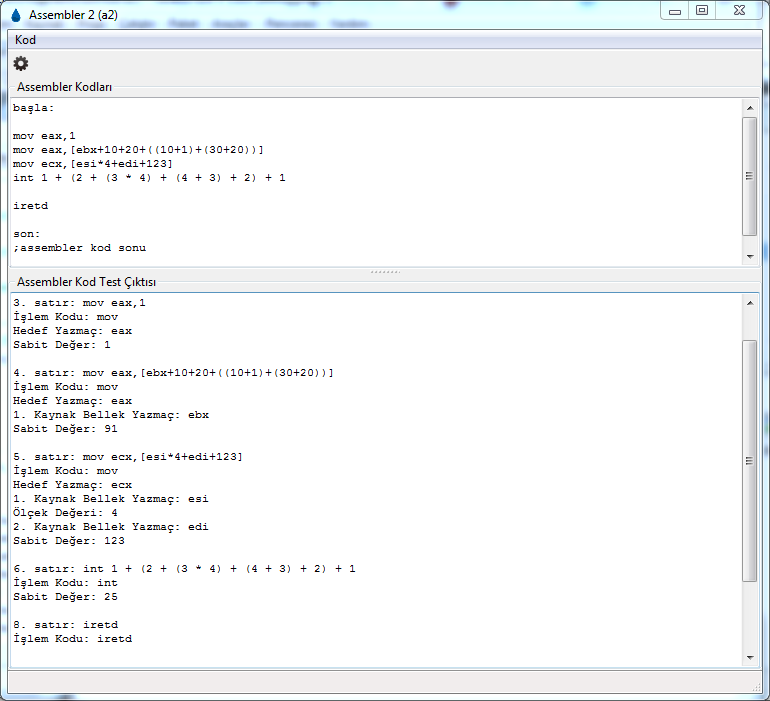 Assembler 2 (a2)
Kod
Assembler Kodları
başla:
mov eax,1
mov eax,[ebx+10+20+((10+1)+(30+20))]
mov ecx,[esi*4+edi+123]
int 1 + (2 + (3 * 4) + (4 + 3) + 2) + 1
iretd
son:
;assembler kod sonu
Assembler Kod Test Çıktısı
3. satır: mov eax,1
İşlem Kodu: mov
Hedef Yazmaç: eax
Sabit Değer: 1
4. satır: mov eax,[ebx+10+20+((10+1)+(30+20))]
İşlem Kodu: mov
Hedef Yazmaç: eax
1. Kaynak Bellek Yazmaç: ebx
Sabit Değer: 91
5. satır: mov ecx,[esi*4+edi+123]
İşlem Kodu: mov
Hedef Yazmaç: ecx
1. Kaynak Bellek Yazmaç: esi
Ölçek Değeri: 4
2. Kaynak Bellek Yazmaç: edi
Sabit Değer: 123
6. satır: int 1 + (2 + (3 * 4) + (4 + 3) + 2) + 1
İşlem Kodu: int
Sabit Değer: 25
8. satır: iretd
İşlem Kodu: iretd